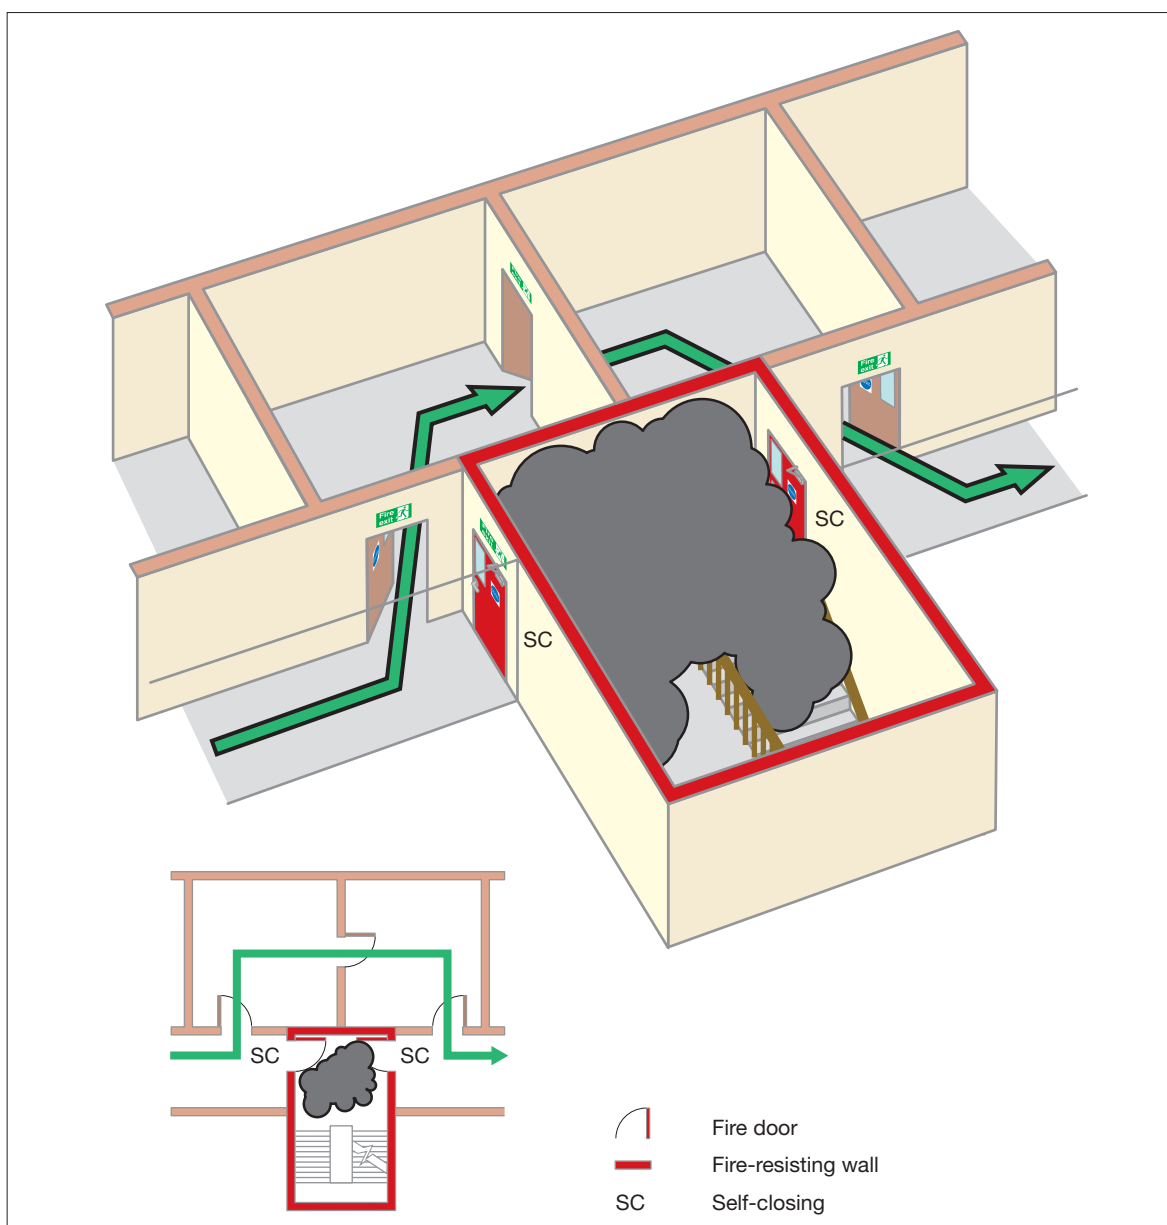 Fire
exit
Fire
exit
SC
SC
SC
SC
Fire door
Fire-resisting wall
SC
Self-closing